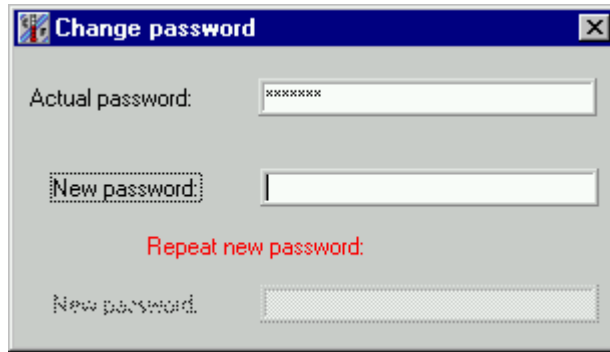 Change password
Actual password: *******
New password:
Repeat new password:
New password.